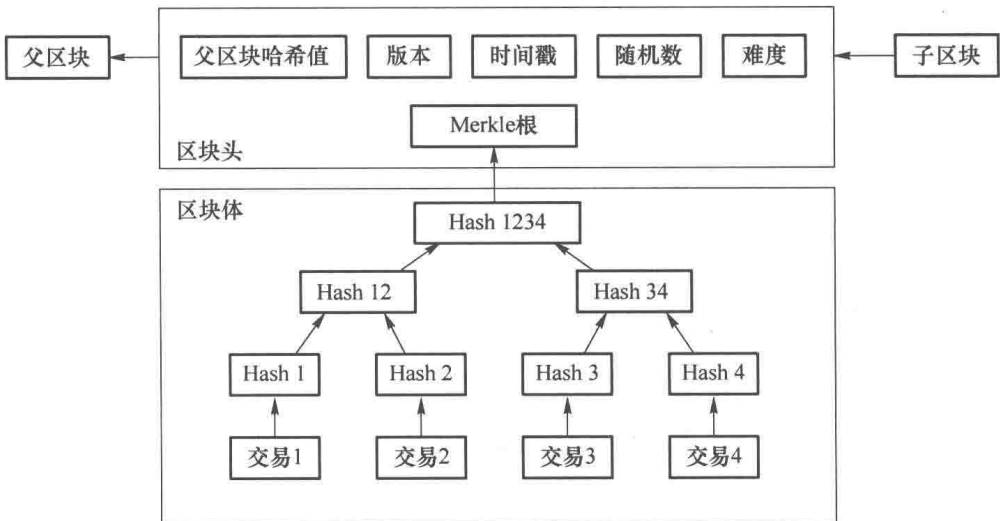 父区块
父区块哈希值
版本
时间戳
随机数
难度
子区块
Merkle根
区块头
区块体
Hash 1234
Hash 12
Hash 34
Hash 1
Hash 2
Hash 3
Hash 4
交易1
交易2
交易3
交易4